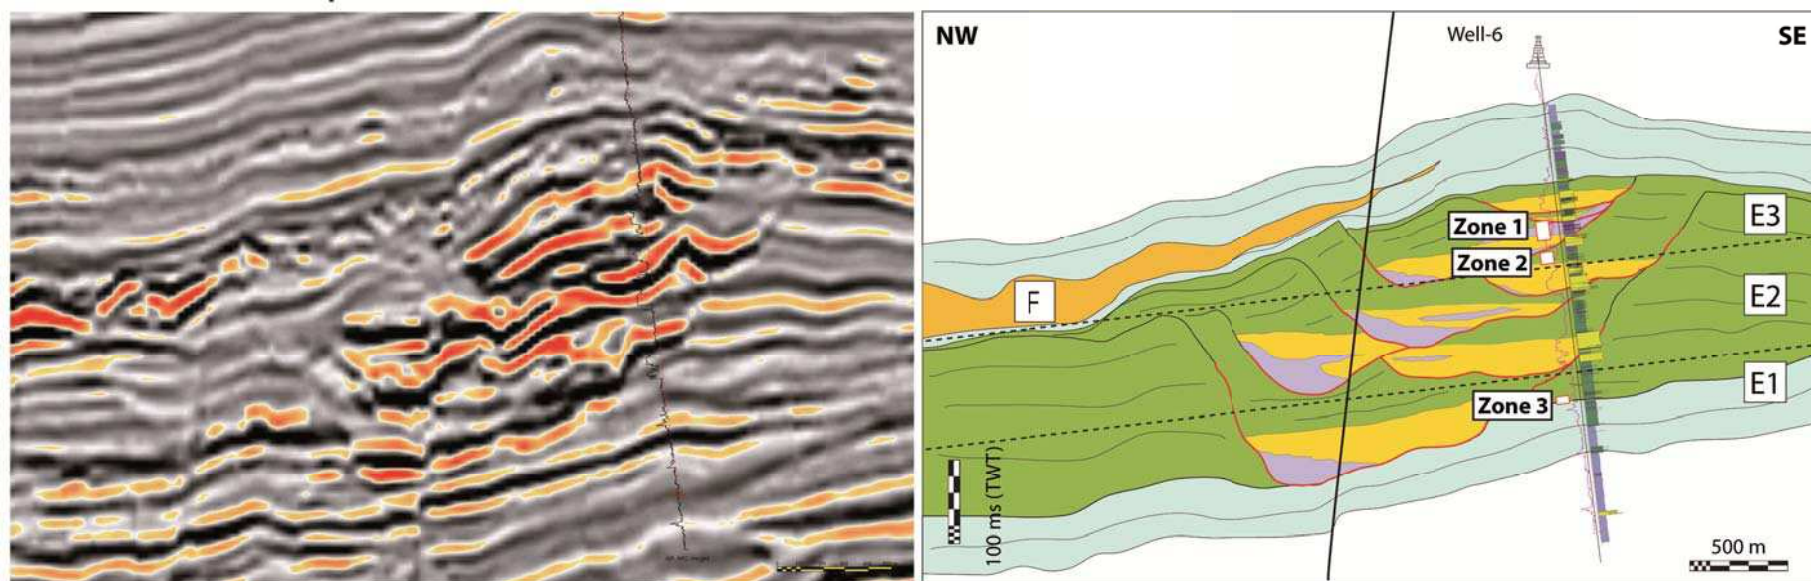 NW
Well-6
SE
Zone 1
E3
Zone 2
F
E2
E1
Zone 3
100 ms (TWT)
500 m